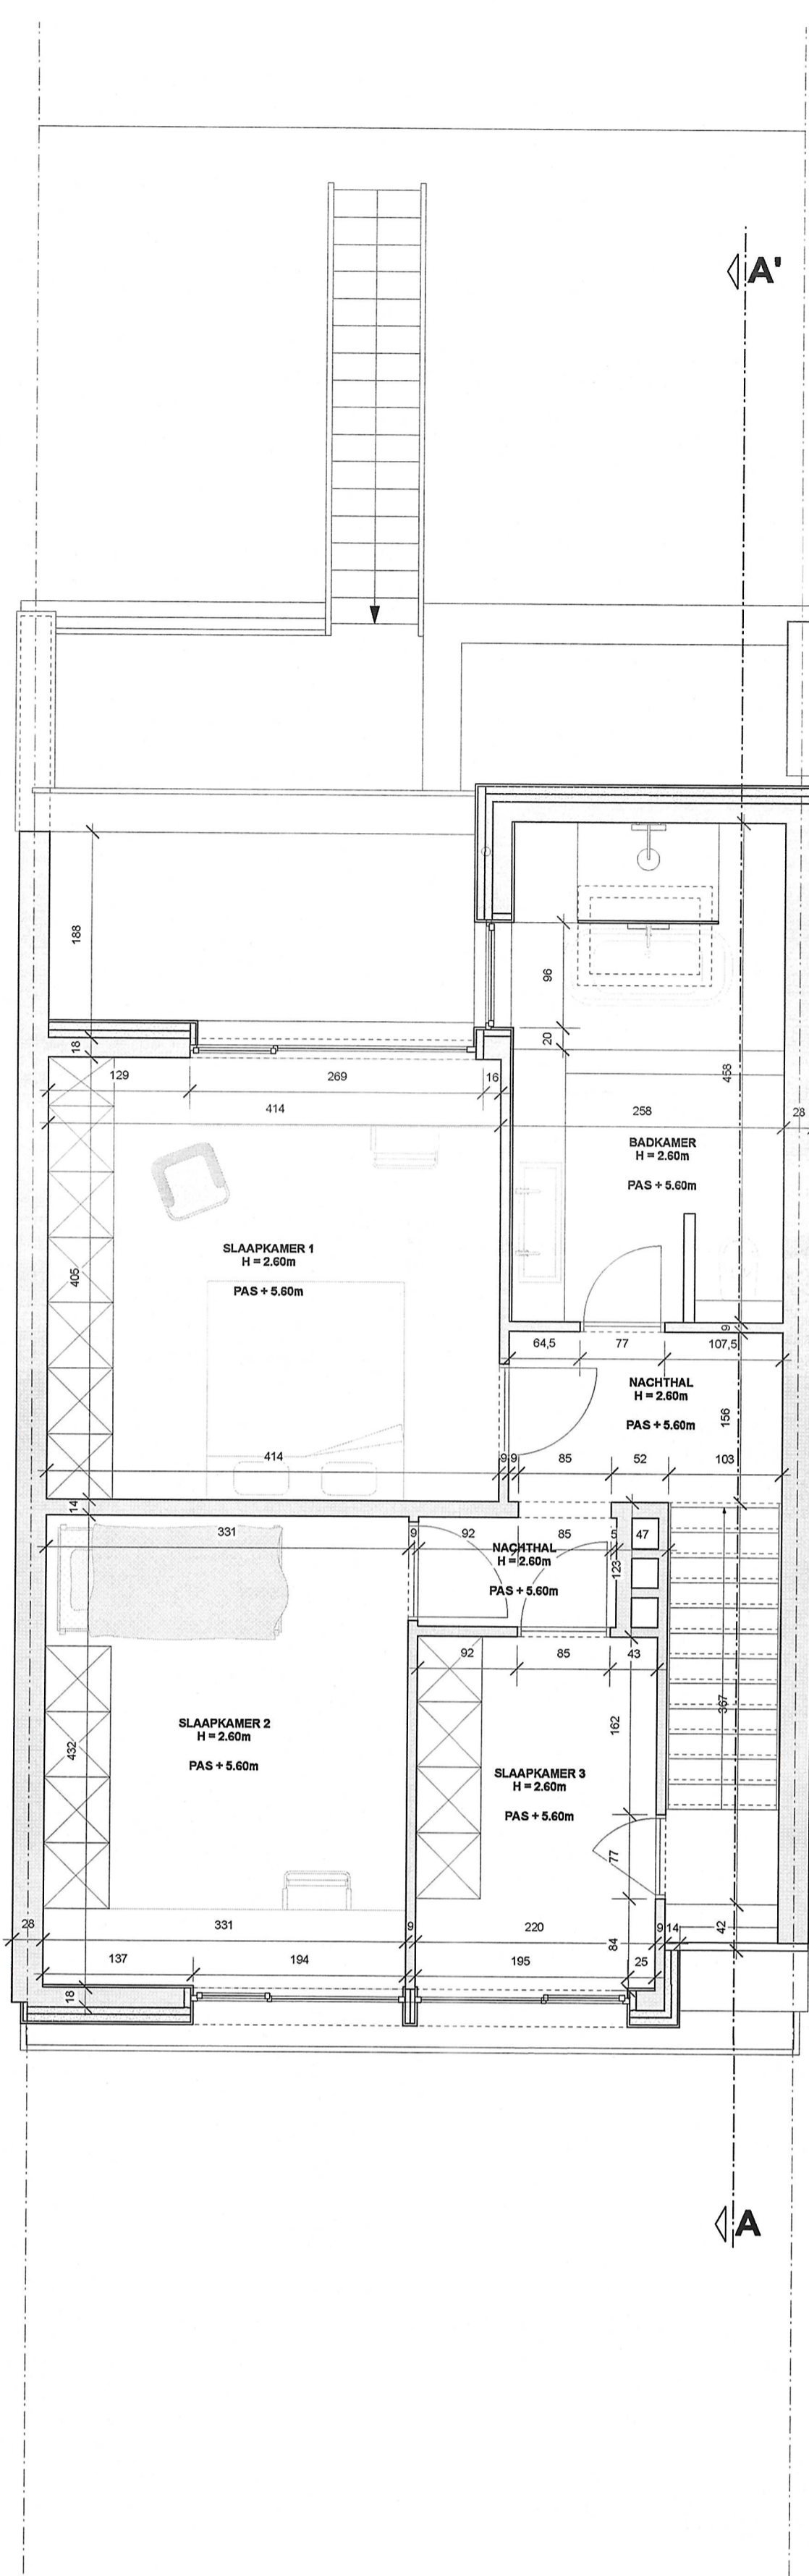 A'
188
96
20
18
129
269
16
468
414
258
28
BADKAMER
H = 2.60m
PAS + 5.60m
SLAAPKAMER 1
H = 2.60m
PAS + 5.60m
405
9
64,5
77
107,5
NACHTHAL
H = 2.60m
PAS + 5.60m
156
414
9
9
85
52
103
14
331
9
92
85
5
47
NACHTHAL
H = 2.60m
PAS + 5.60m
123
92
85
43
367
162
SLAAPKAMER 2
H = 2.60m
PAS + 5.60m
432
SLAAPKAMER 3
H = 2.60m
PAS + 5.60m
77
28
331
9
220
9
14
42
84
137
194
195
25
18
A